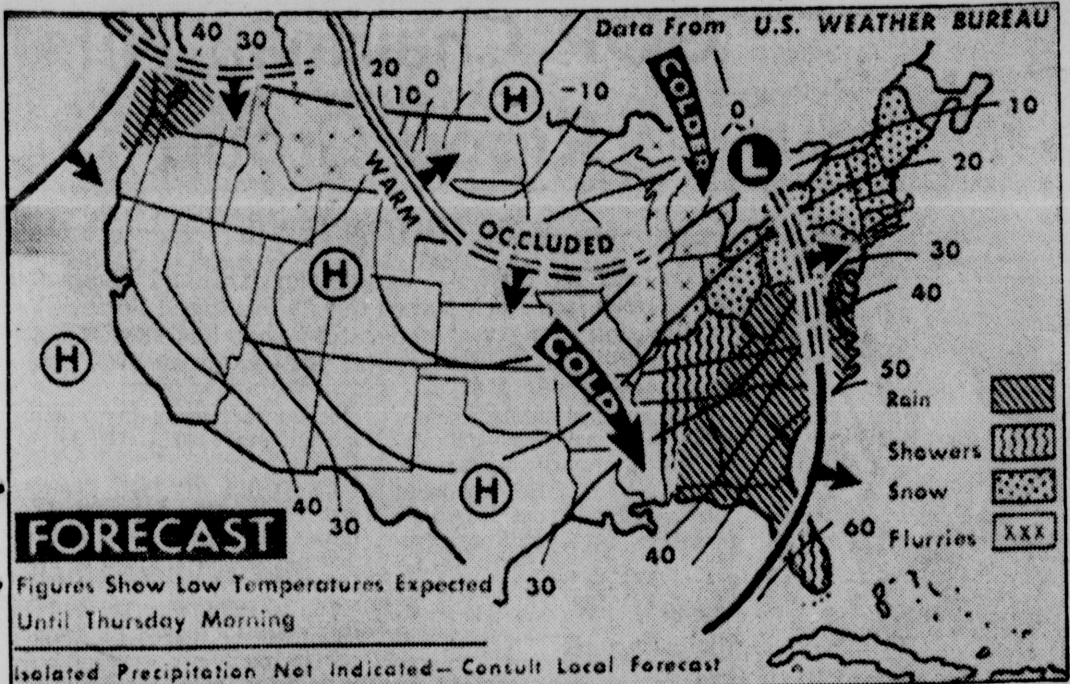 Data From U.S. WEATHER BUREAU
40 30
20 10 0
H
-10
COLD
0
10
L
20
WARM
OCCLUDED
30
H
40
H
COLD
50
Rain
Showers
H
Snow
40 30
60
40
Flurries XXX
FORECAST
Figures Show Low Temperatures Expected
30
Until Thursday Morning
Isolated Precipitation Not Indicated— Consult Local Forecast